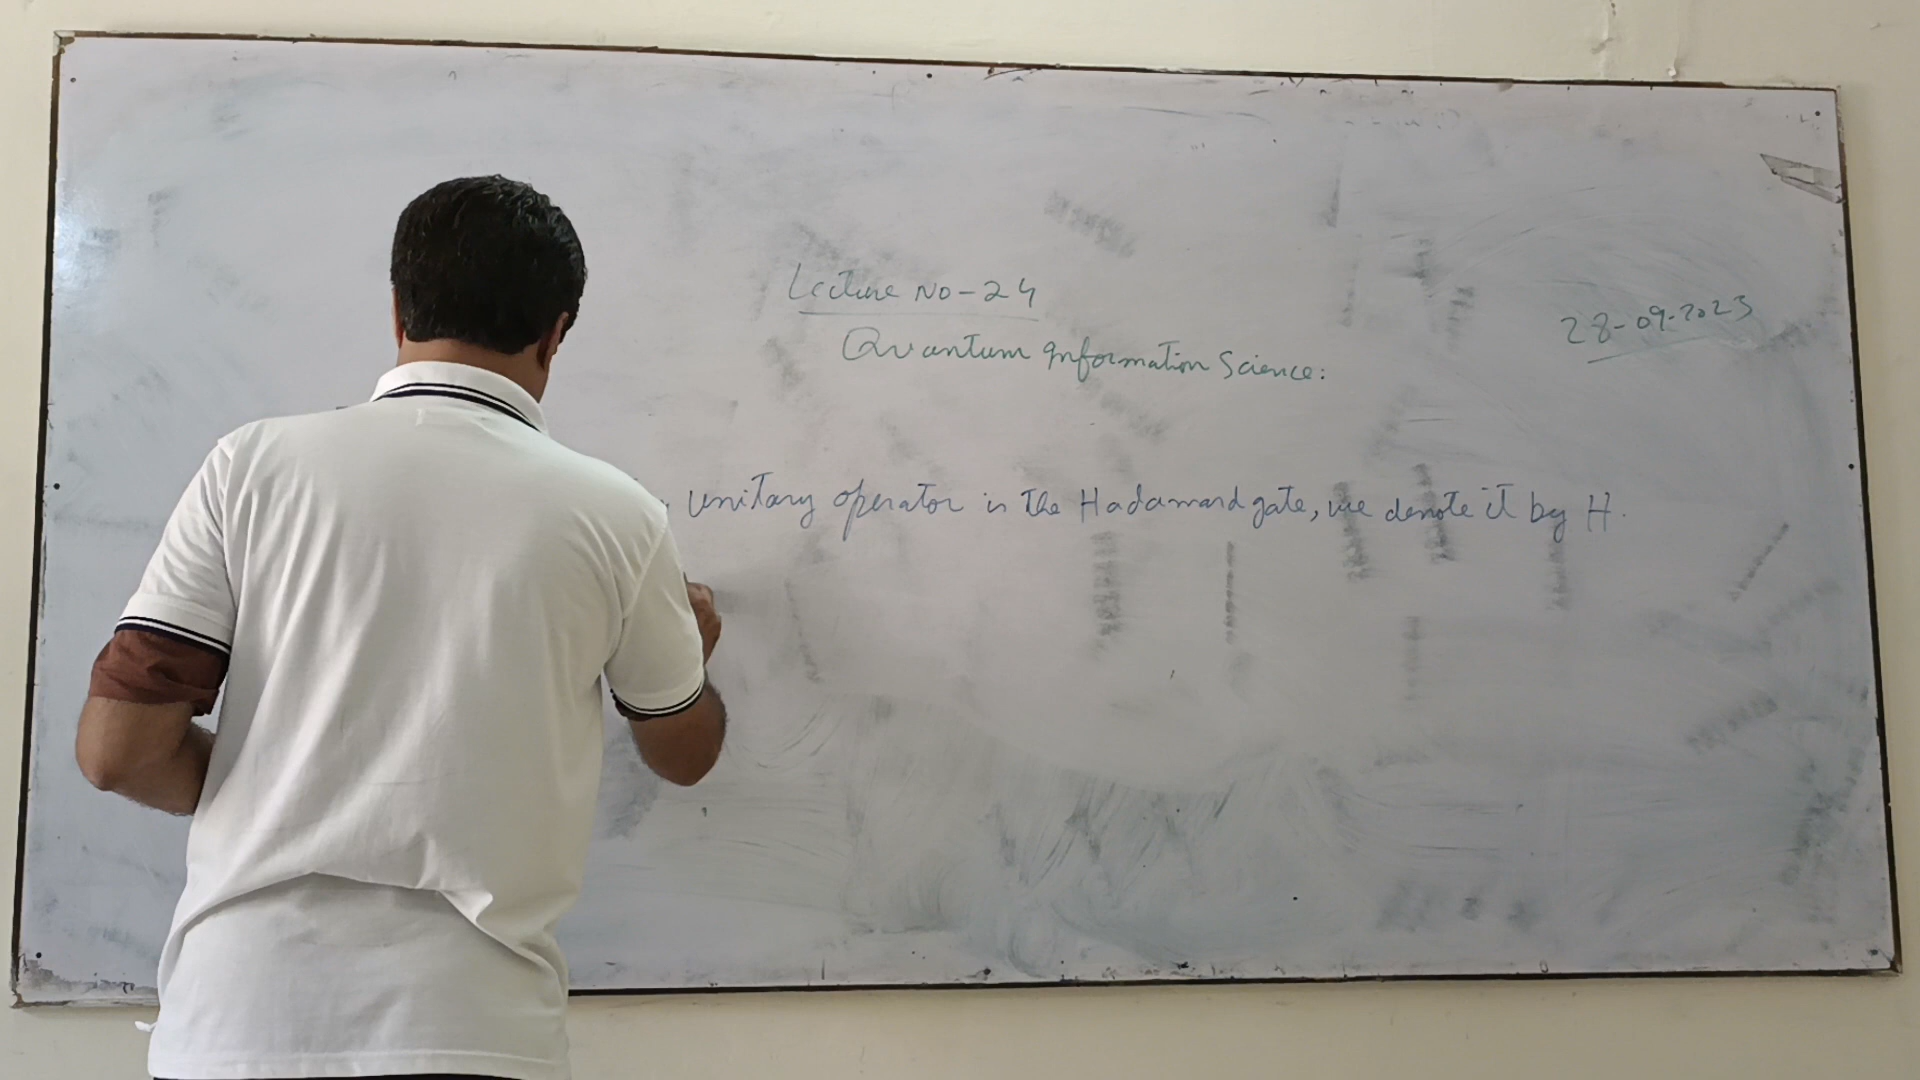 Lecture No-24
28-09-2023
Quantum Information Science:
unitary operator is the Hadamard gate, we denote it by H.